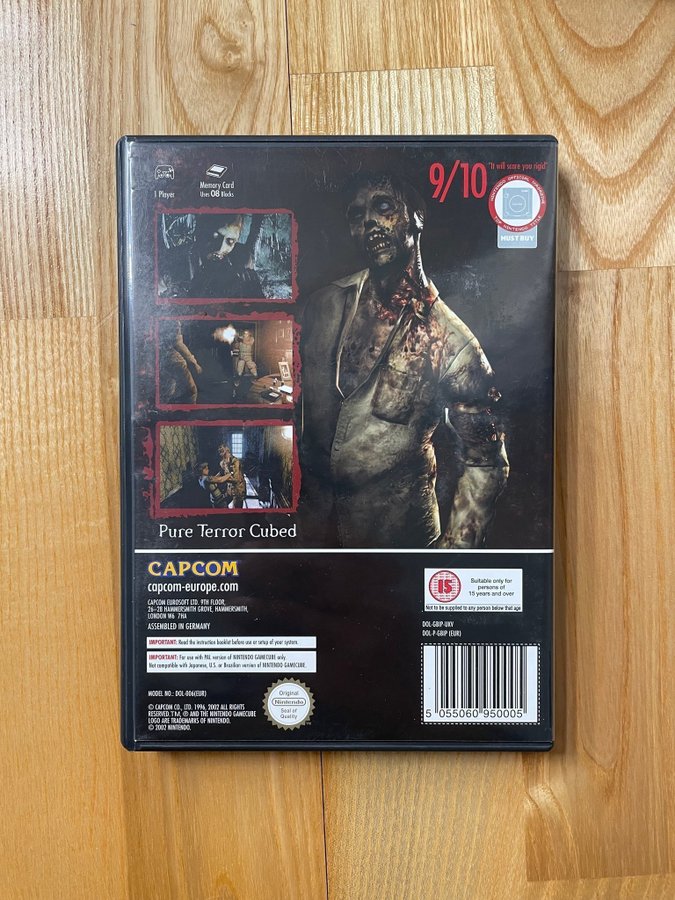 1 Player
Memory Card
Uses 08 Blocks
9/10
"It will scare you rigid"
NINTENDO OFFICIAL MAGAZINE
TOP NINTENDO TITLE
MUST BUY
Pure Terror Cubed
CAPCOM
capcom-europe.com
CAPCOM EUROSOFT LTD. 9TH FLOOR,
26-28 HAMMERSMITH GROVE, HAMMERSMITH,
LONDON W6 7HA
ASSEMBLED IN GERMANY
IMPORTANT: Read the instruction booklet before use or setup of your system.
IMPORTANT: For use with PAL version of NINTENDO GAMECUBE only
Not compatible with Japanese, U.S. or Brazilian version of NINTENDO GAMECUBE.
MODEL NO.: DOL-006(EUR)
© CAPCOM CO., LTD. 1996, 2002 ALL RIGHTS
RESERVED.TM, ® AND THE NINTENDO GAMECUBE
LOGO ARE TRADEMARKS OF NINTENDO.
© 2002 NINTENDO.
Original
Nintendo
Seal of
Quality
15
Suitable only for
persons of
15 years and over
Not to be supplied to any person below that age
DOL-GBIP-UKV
DOL-P-GBIP (EUR)
5 055060 950005